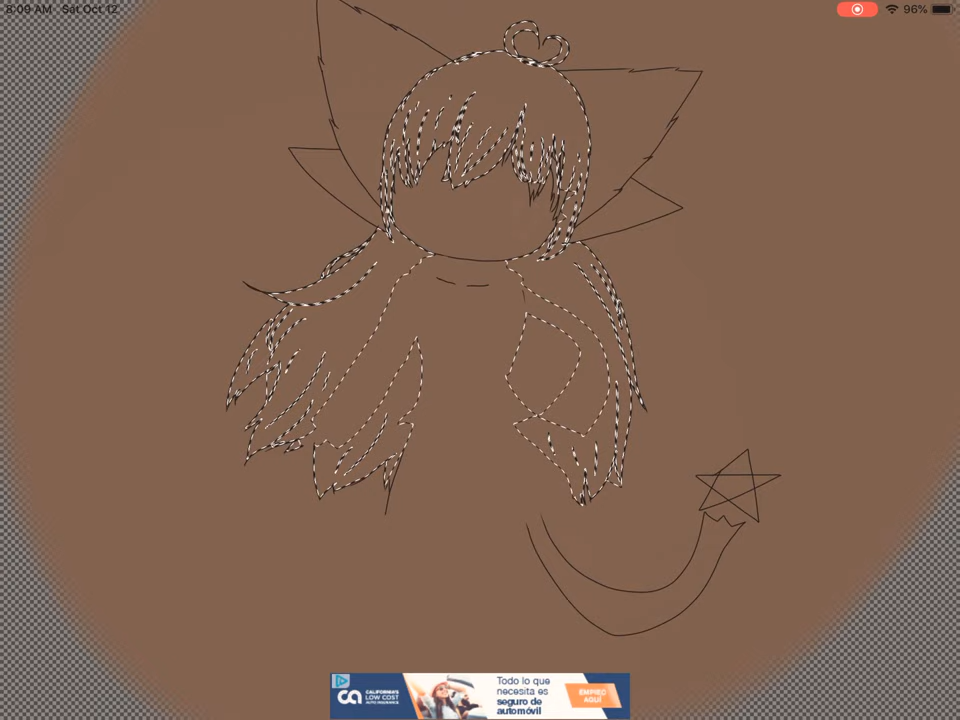 8:09 AM Sat Oct 12
96%
CALIFORNIA'S
LOW COST
AUTO INSURANCE
Todo lo que
necesita es
seguro de
automóvil
EMPIECE
AQUÍ